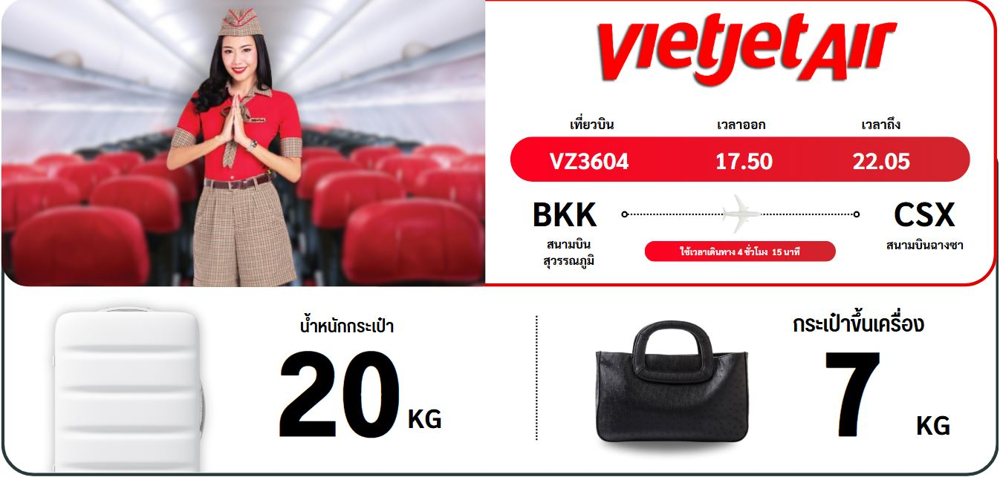 vietjet Air
เที่ยวบิน เวลาออก เวลาถึง
VZ3604 17.50 22.05
BKK CSX
สนามบิน
สุวรรณภูมิ
สนามบินฉางซา
ใช้เวลาเดินทาง 4 ชั่วโมง 15 นาที
น้ำหนักกระเป๋า
20 KG
กระเป๋าขึ้นเครื่อง
7 KG